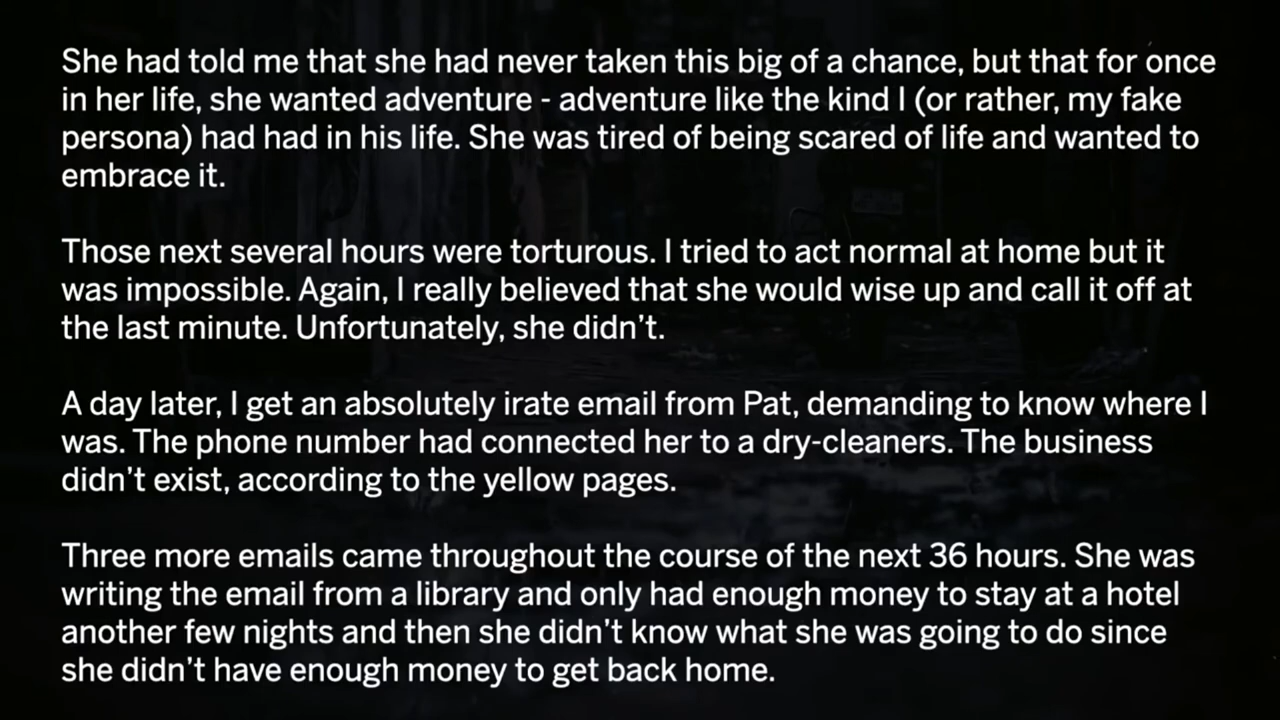 She had told me that she had never taken this big of a chance, but that for once
in her life, she wanted adventure - adventure like the kind I (or rather, my fake
persona) had had in his life. She was tired of being scared of life and wanted to
embrace it.
Those next several hours were torturous. I tried to act normal at home but it
was impossible. Again, I really believed that she would wise up and call it off at
the last minute. Unfortunately, she didn’t.
A day later, I get an absolutely irate email from Pat, demanding to know where I
was. The phone number had connected her to a dry-cleaners. The business
didn’t exist, according to the yellow pages.
Three more emails came throughout the course of the next 36 hours. She was
writing the email from a library and only had enough money to stay at a hotel
another few nights and then she didn’t know what she was going to do since
she didn’t have enough money to get back home.